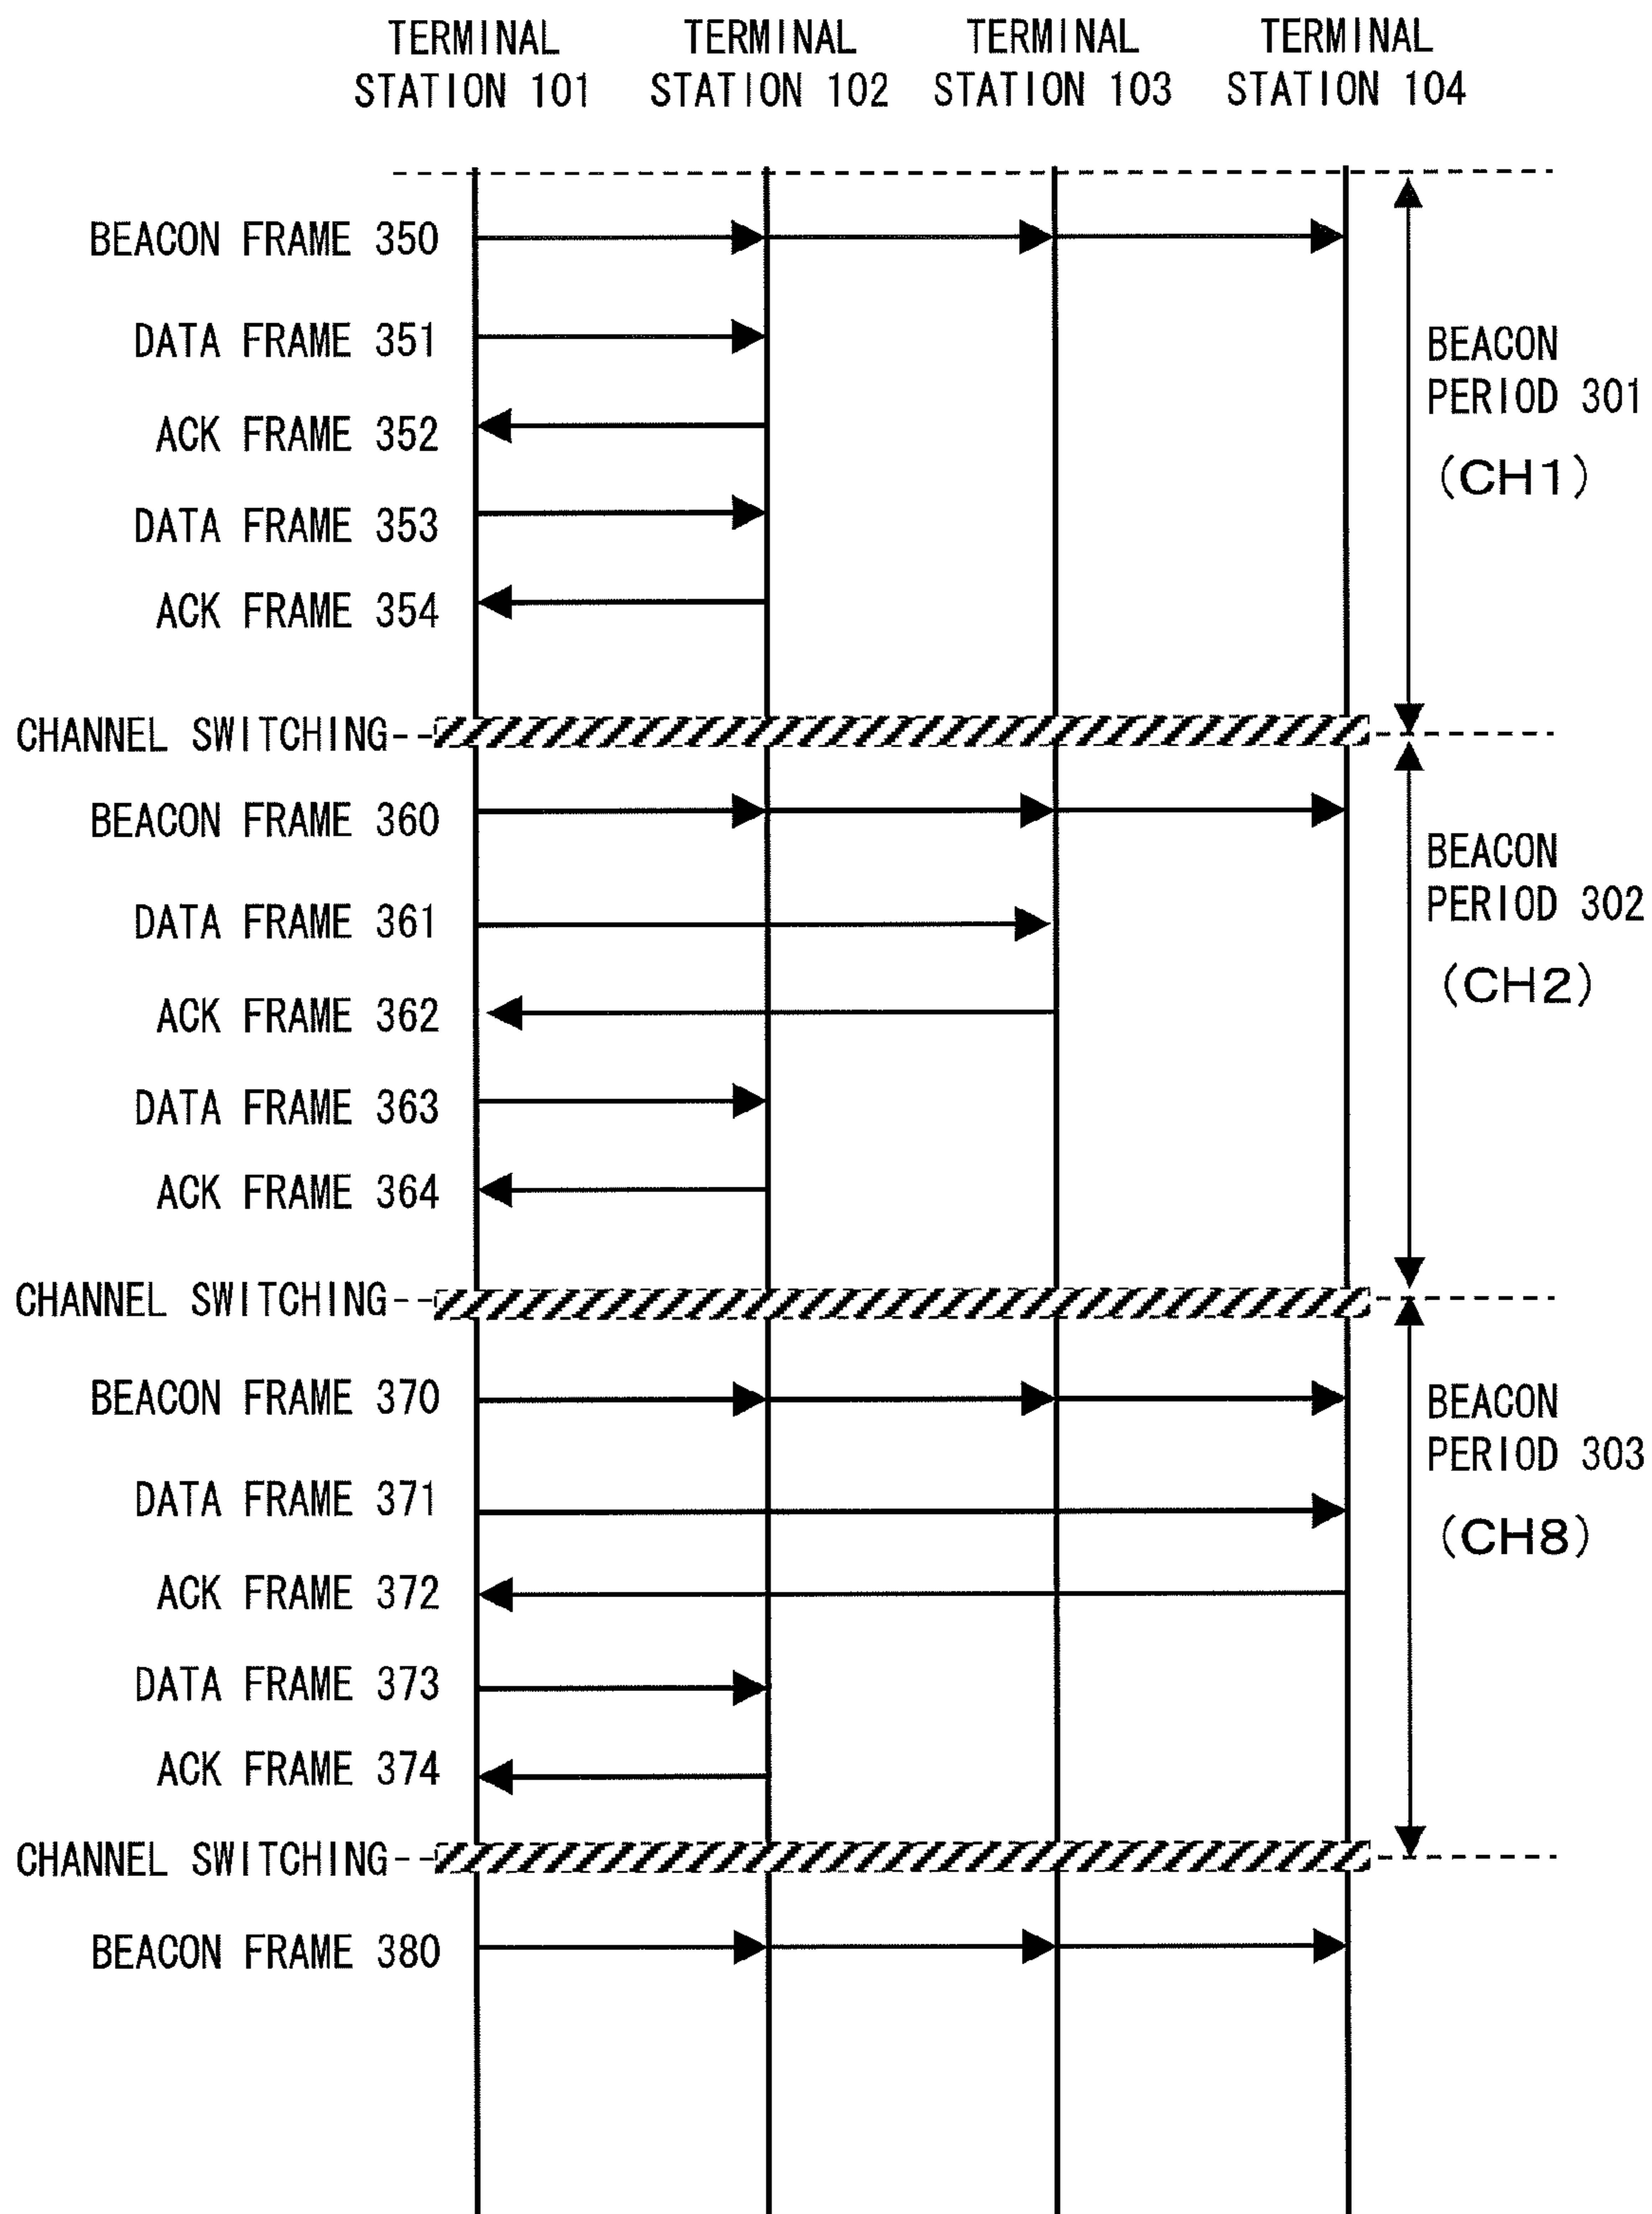 TERMINAL STATION 101
TERMINAL STATION 102
TERMINAL STATION 103
TERMINAL STATION 104
BEACON FRAME 350
DATA FRAME 351
BEACON PERIOD 301
(CH1)
ACK FRAME 352
DATA FRAME 353
ACK FRAME 354
CHANNEL SWITCHING
BEACON FRAME 360
BEACON PERIOD 302
(CH2)
DATA FRAME 361
ACK FRAME 362
DATA FRAME 363
ACK FRAME 364
CHANNEL SWITCHING
BEACON FRAME 370
BEACON PERIOD 303
(CH8)
DATA FRAME 371
ACK FRAME 372
DATA FRAME 373
ACK FRAME 374
CHANNEL SWITCHING
BEACON FRAME 380